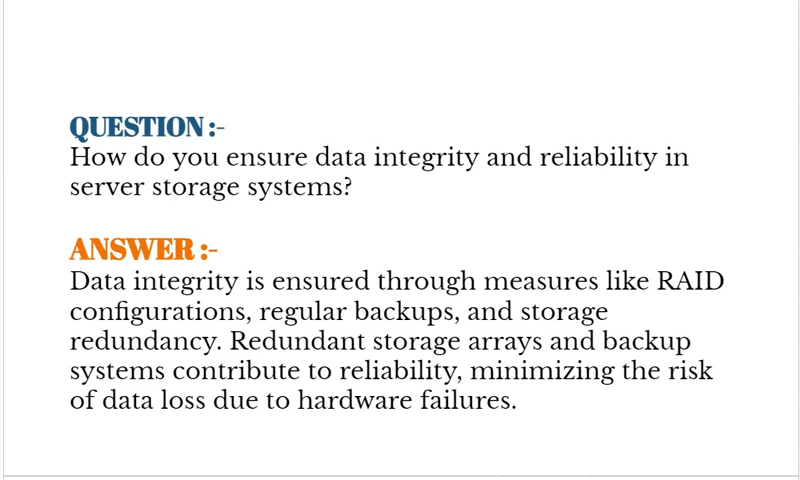 QUESTION :-
How do you ensure data integrity and reliability in
server storage systems?
ANSWER :-
Data integrity is ensured through measures like RAID
configurations, regular backups, and storage
redundancy. Redundant storage arrays and backup
systems contribute to reliability, minimizing the risk
of data loss due to hardware failures.